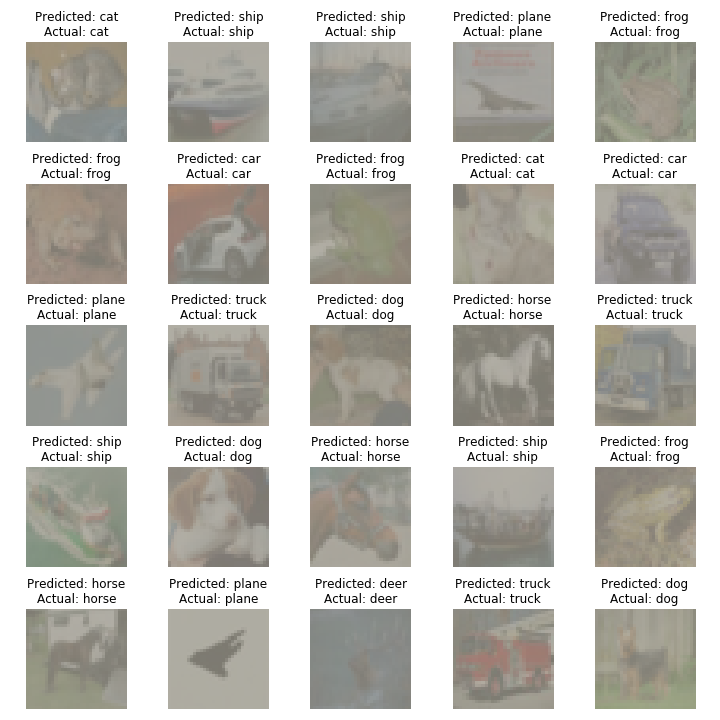 Predicted: cat
Actual: cat
Predicted: ship
Actual: ship
Predicted: ship
Actual: ship
Predicted: plane
Actual: plane
Predicted: frog
Actual: frog
Predicted: frog
Actual: frog
Predicted: car
Actual: car
Predicted: frog
Actual: frog
Predicted: cat
Actual: cat
Predicted: car
Actual: car
Predicted: plane
Actual: plane
Predicted: truck
Actual: truck
Predicted: dog
Actual: dog
Predicted: horse
Actual: horse
Predicted: truck
Actual: truck
Predicted: ship
Actual: ship
Predicted: dog
Actual: dog
Predicted: horse
Actual: horse
Predicted: ship
Actual: ship
Predicted: frog
Actual: frog
Predicted: horse
Actual: horse
Predicted: plane
Actual: plane
Predicted: deer
Actual: deer
Predicted: truck
Actual: truck
Predicted: dog
Actual: dog